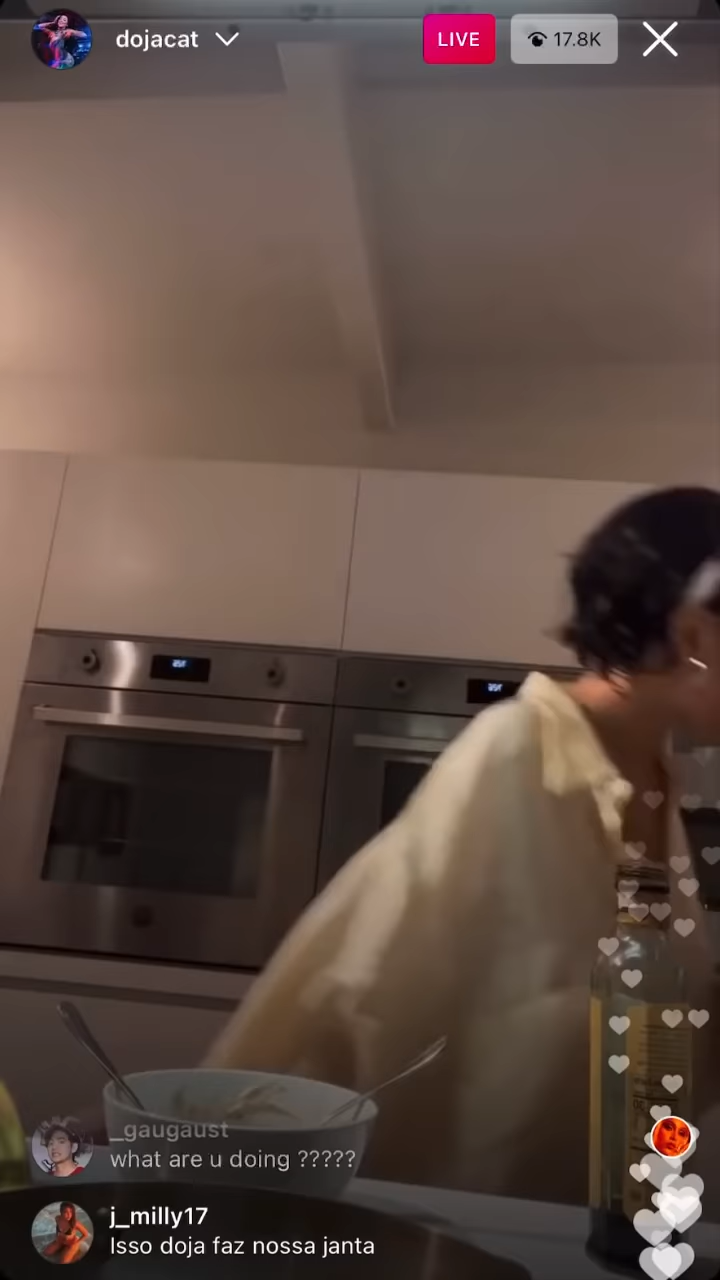 dojacat
LIVE
17.8K
_gaugaust
what are u doing ?????
j_milly17
Isso doja faz nossa janta